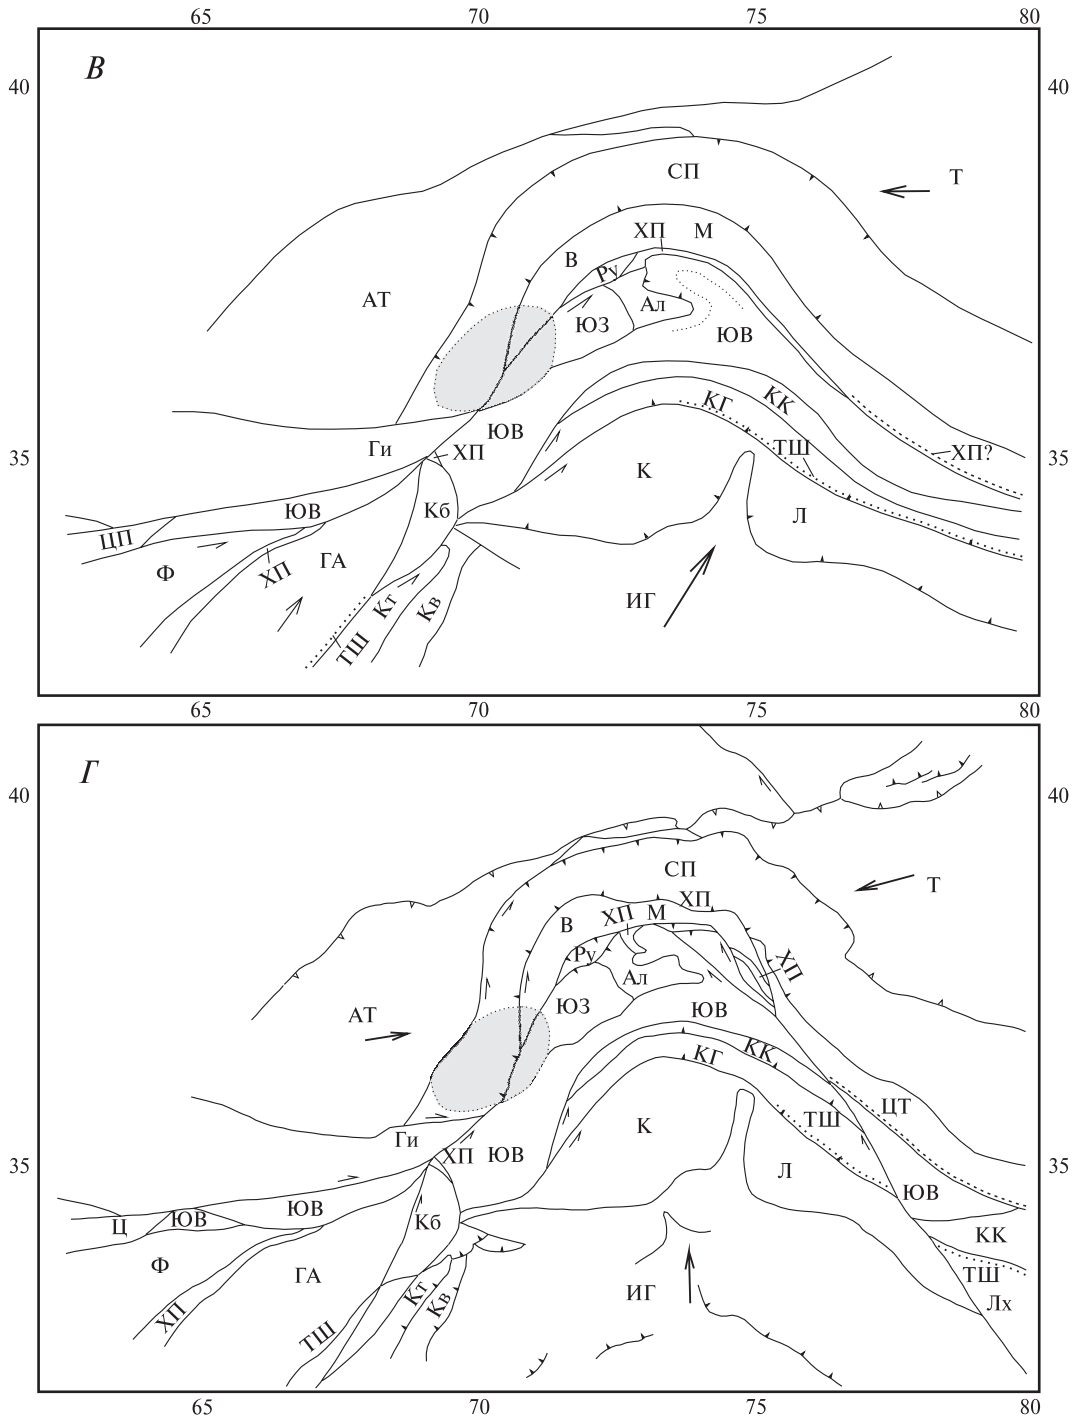 65 70 75 80
В
40 40
СП
Т
ХП М
В
Ру
АТ
Ал
ЮЗ
ЮВ
КК
КГ
ЮВ
Ги
ХП
ТШ
ХП?
35 35
К
Кб
ЮВ
Л
ЦП
Ф
ХП
ГА
ИГ
Кт
Кв
ТШ
65 70 75 80
Г
40 40
СП
Т
ХП
ХП М
В
Ру
ХП
Ал
ЮЗ
АТ
ЮВ
КК
КГ
ЦТ
ТШ
К
Ги
ХП ЮВ
35 35
Л
ЮВ
ЮВ
Ц
ЮВ
Кб
КК
Ф
ГА
ТШ
ИГ
Кт
Кв
Лх
ХП
ТШ
65 70 75 80